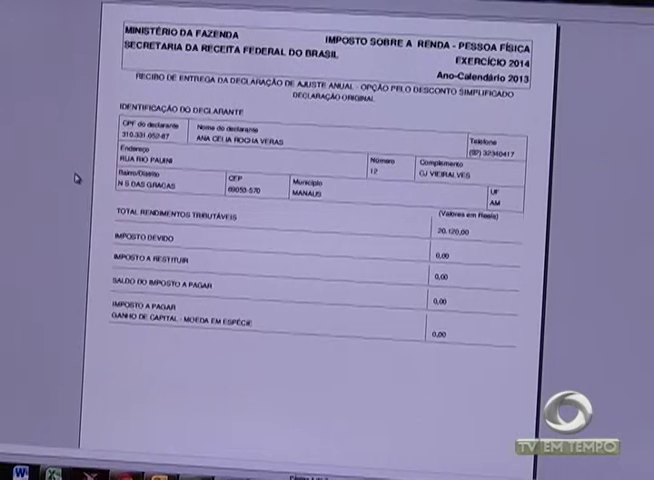 MINISTÉRIO DA FAZENDA
IMPOSTO SOBRE A RENDA - PESSOA FÍSICA
SECRETARIA DA RECEITA FEDERAL DO BRASIL
EXERCÍCIO 2014
Ano-Calendário 2013
RECIBO DE ENTREGA DA DECLARAÇÃO DE AJUSTE ANUAL - OPÇÃO PELO DESCONTO SIMPLIFICADO
DECLARAÇÃO ORIGINAL
IDENTIFICAÇÃO DO DECLARANTE
CPF do declarante Nome do declarante Telefone
ANA CELIA ROCHA VERAS (92) 32340417
Endereço Número Complemento
RUA RIO PAUINI 12 CJ VIEIRALVES
Bairro/Distrito CEP Município UF
N S DAS GRACAS 69053-570 MANAUS AM
(Valores em Reais)
TOTAL RENDIMENTOS TRIBUTÁVEIS 20.120,00
IMPOSTO DEVIDO 0,00
IMPOSTO A RESTITUIR 0,00
SALDO DO IMPOSTO A PAGAR 0,00
IMPOSTO A PAGAR
GANHO DE CAPITAL - MOEDA EM ESPÉCIE 0,00
TV EM TEMPO